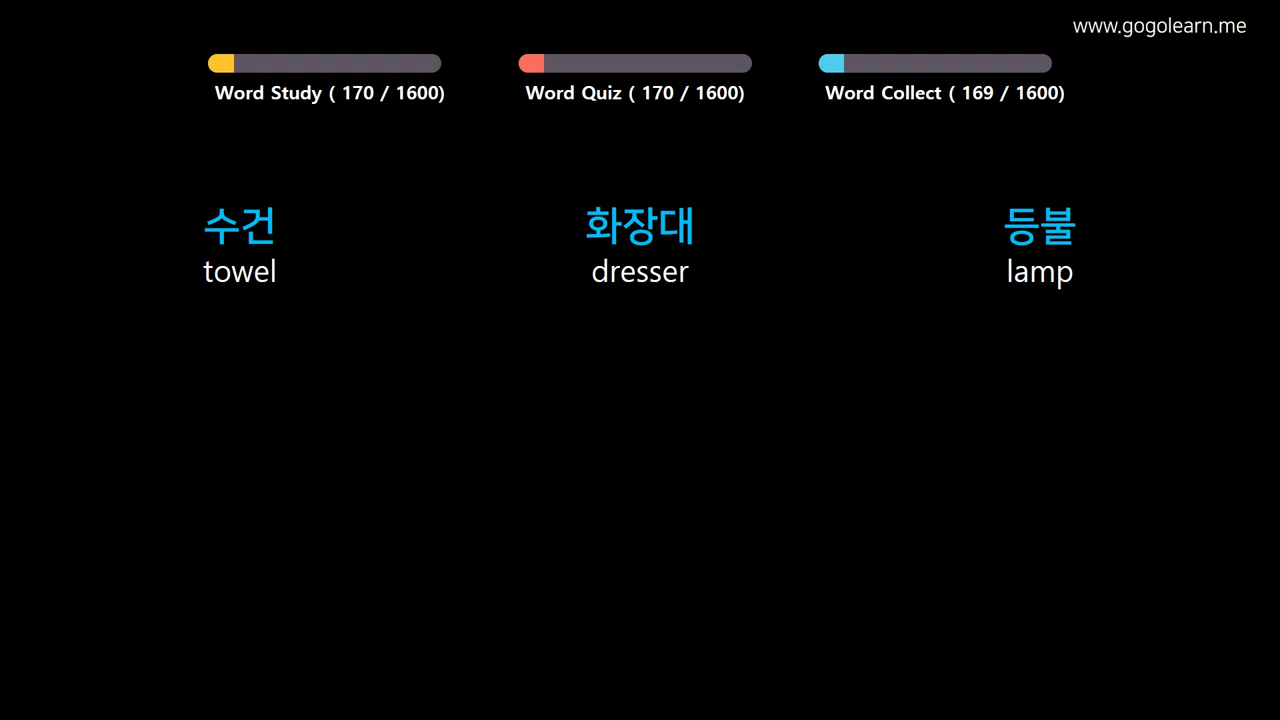 www.gogolearn.me
Word Study ( 170 / 1600)
Word Quiz ( 170 / 1600)
Word Collect ( 169 / 1600)
수건
towel
화장대
dresser
등불
lamp